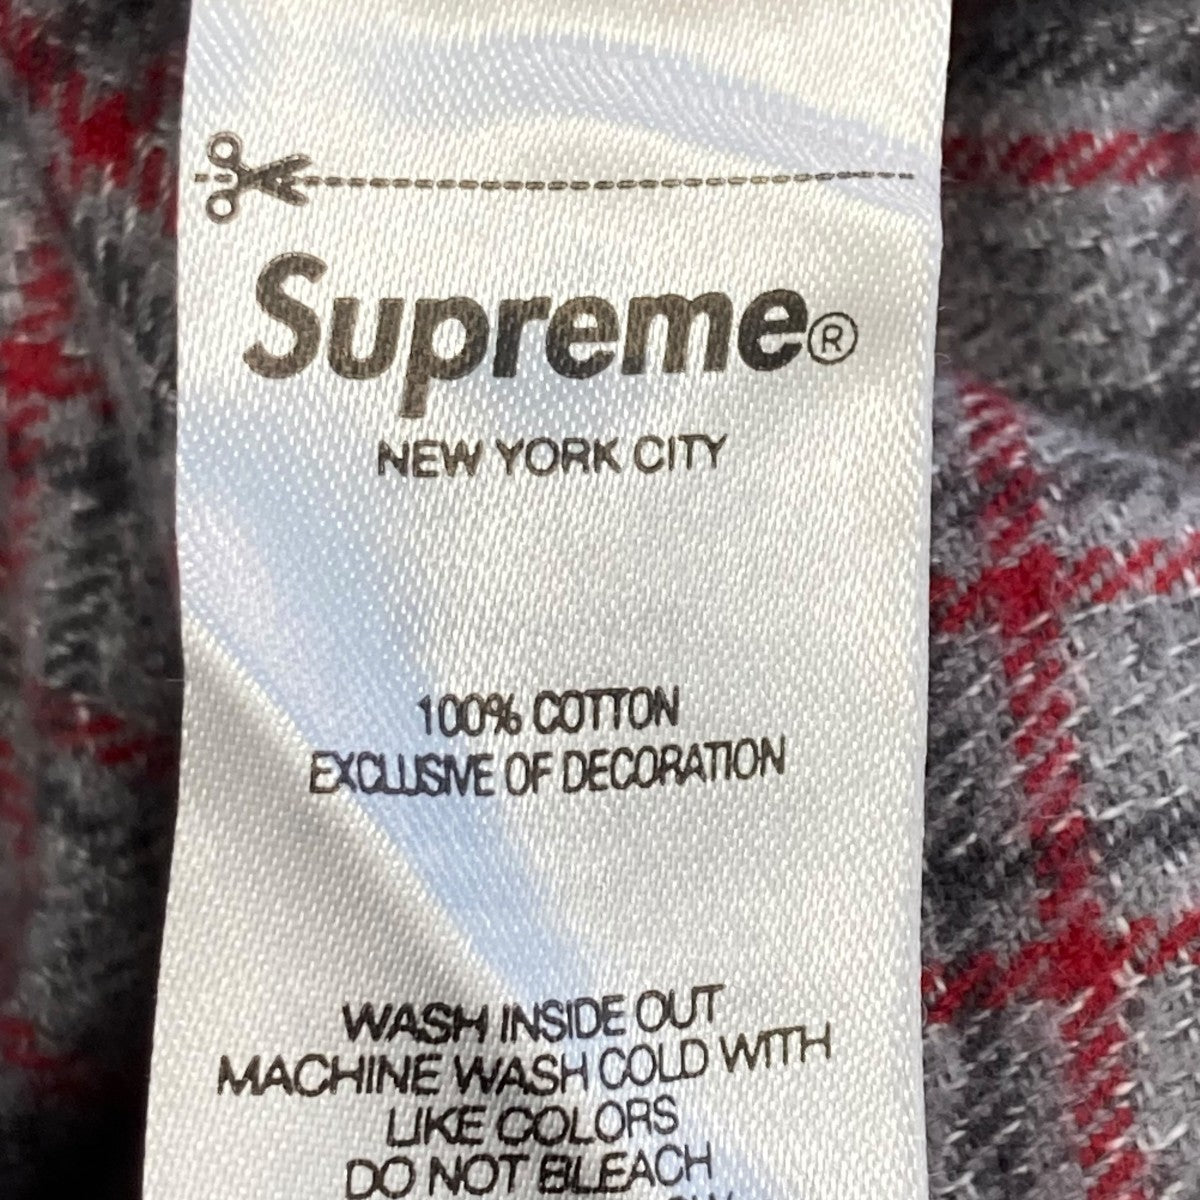 Supreme®
NEW YORK CITY
100% COTTON
EXCLUSIVE OF DECORATION
WASH INSIDE OUT
MACHINE WASH COLD WITH
LIKE COLORS
DO NOT BLEACH